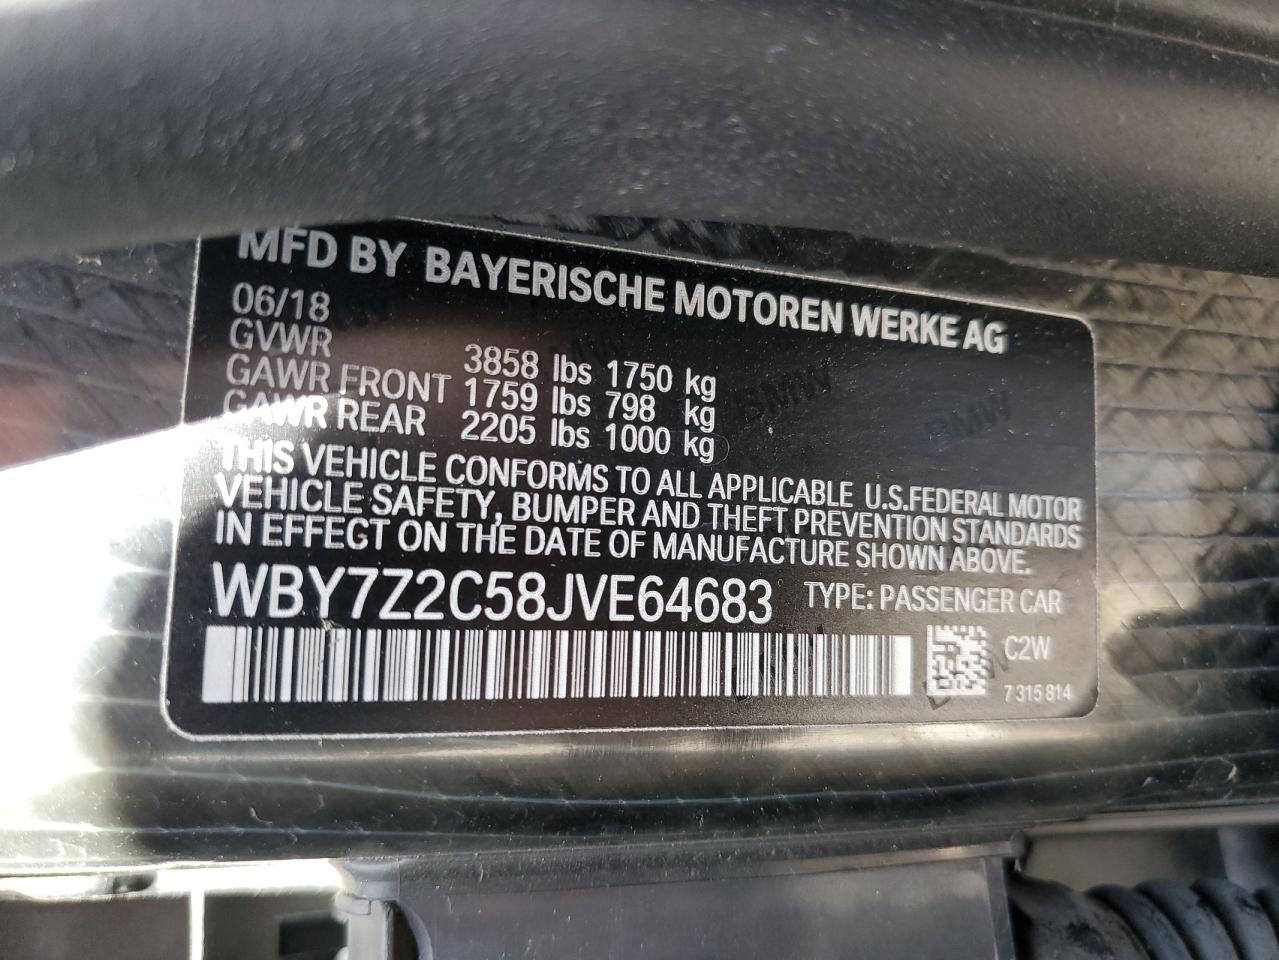 MFD BY BAYERISCHE MOTOREN WERKE AG
06/18
GVWR 3858 lbs 1750 kg
GAWR FRONT 1759 lbs 798 kg
GAWR REAR 2205 lbs 1000 kg
THIS VEHICLE CONFORMS TO ALL APPLICABLE U.S.FEDERAL MOTOR
VEHICLE SAFETY, BUMPER AND THEFT PREVENTION STANDARDS
IN EFFECT ON THE DATE OF MANUFACTURE SHOWN ABOVE.
WBY7Z2C58JVE64683 TYPE: PASSENGER CAR
C2W
7 315 814
BMW
BMW